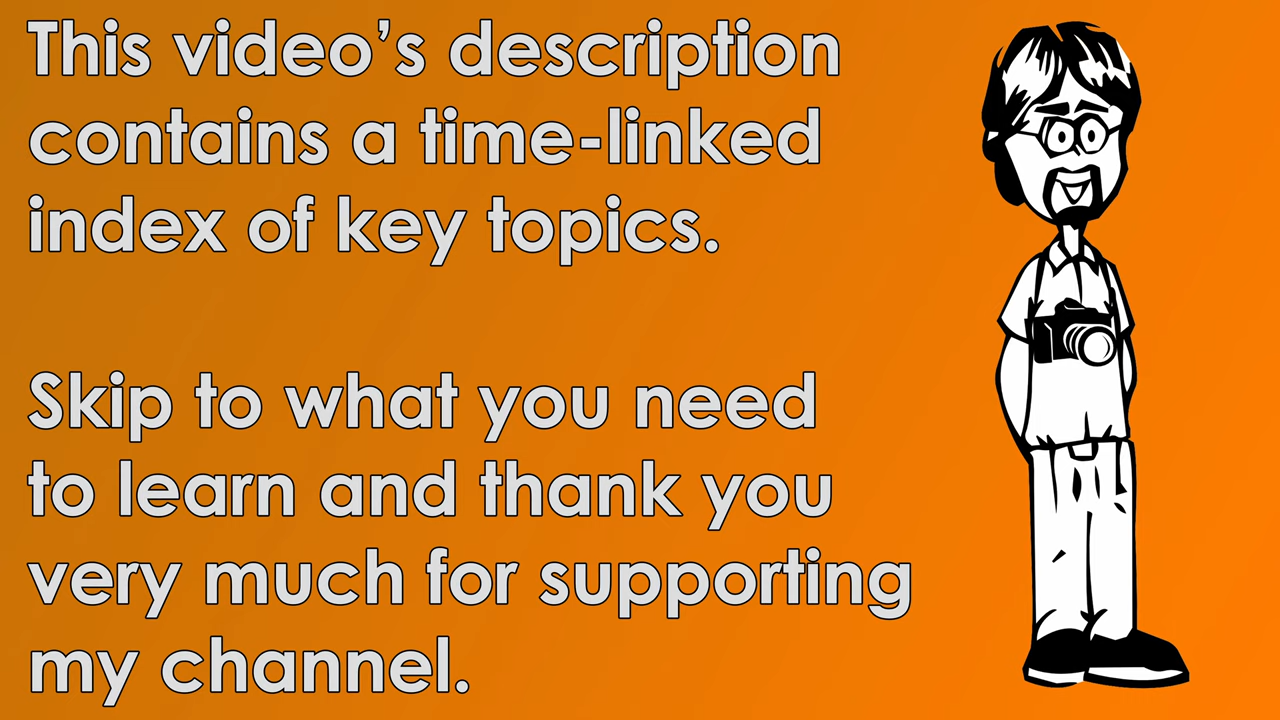 This video’s description
contains a time-linked
index of key topics.
Skip to what you need
to learn and thank you
very much for supporting
my channel.